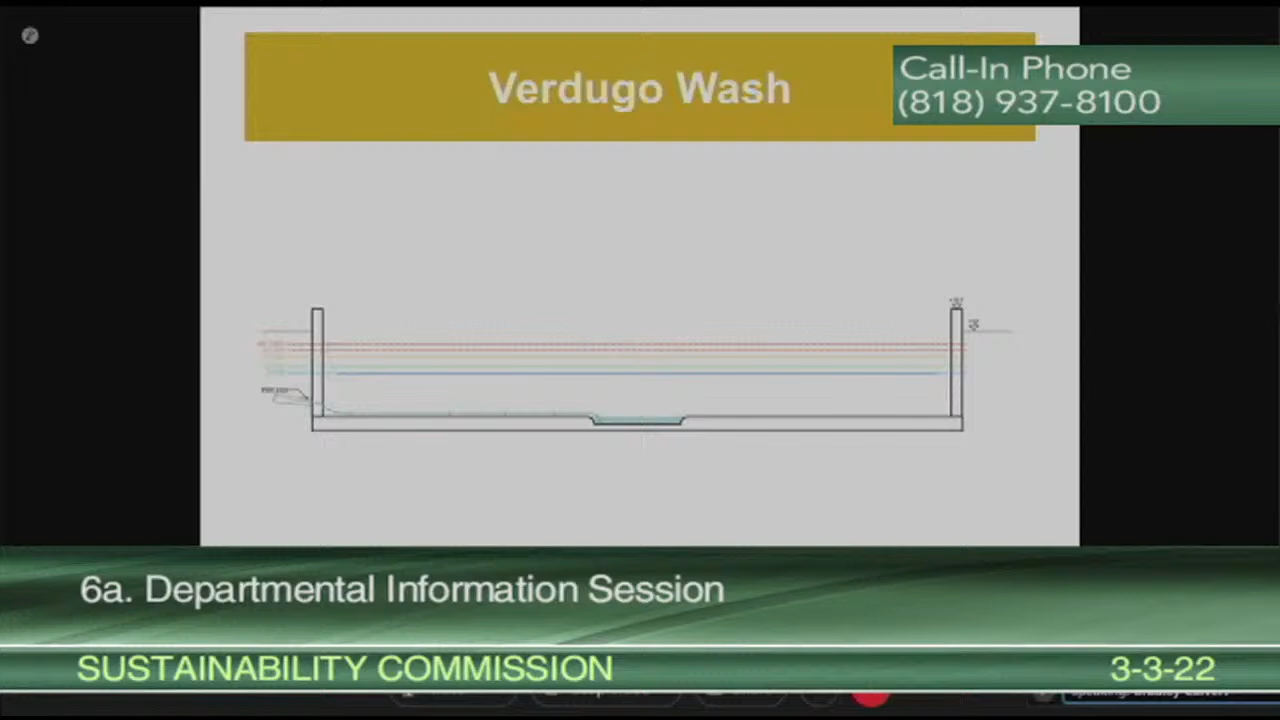 Verdugo Wash
Call-In Phone
(818) 937-8100
6a. Departmental Information Session
SUSTAINABILITY COMMISSION
3-3-22